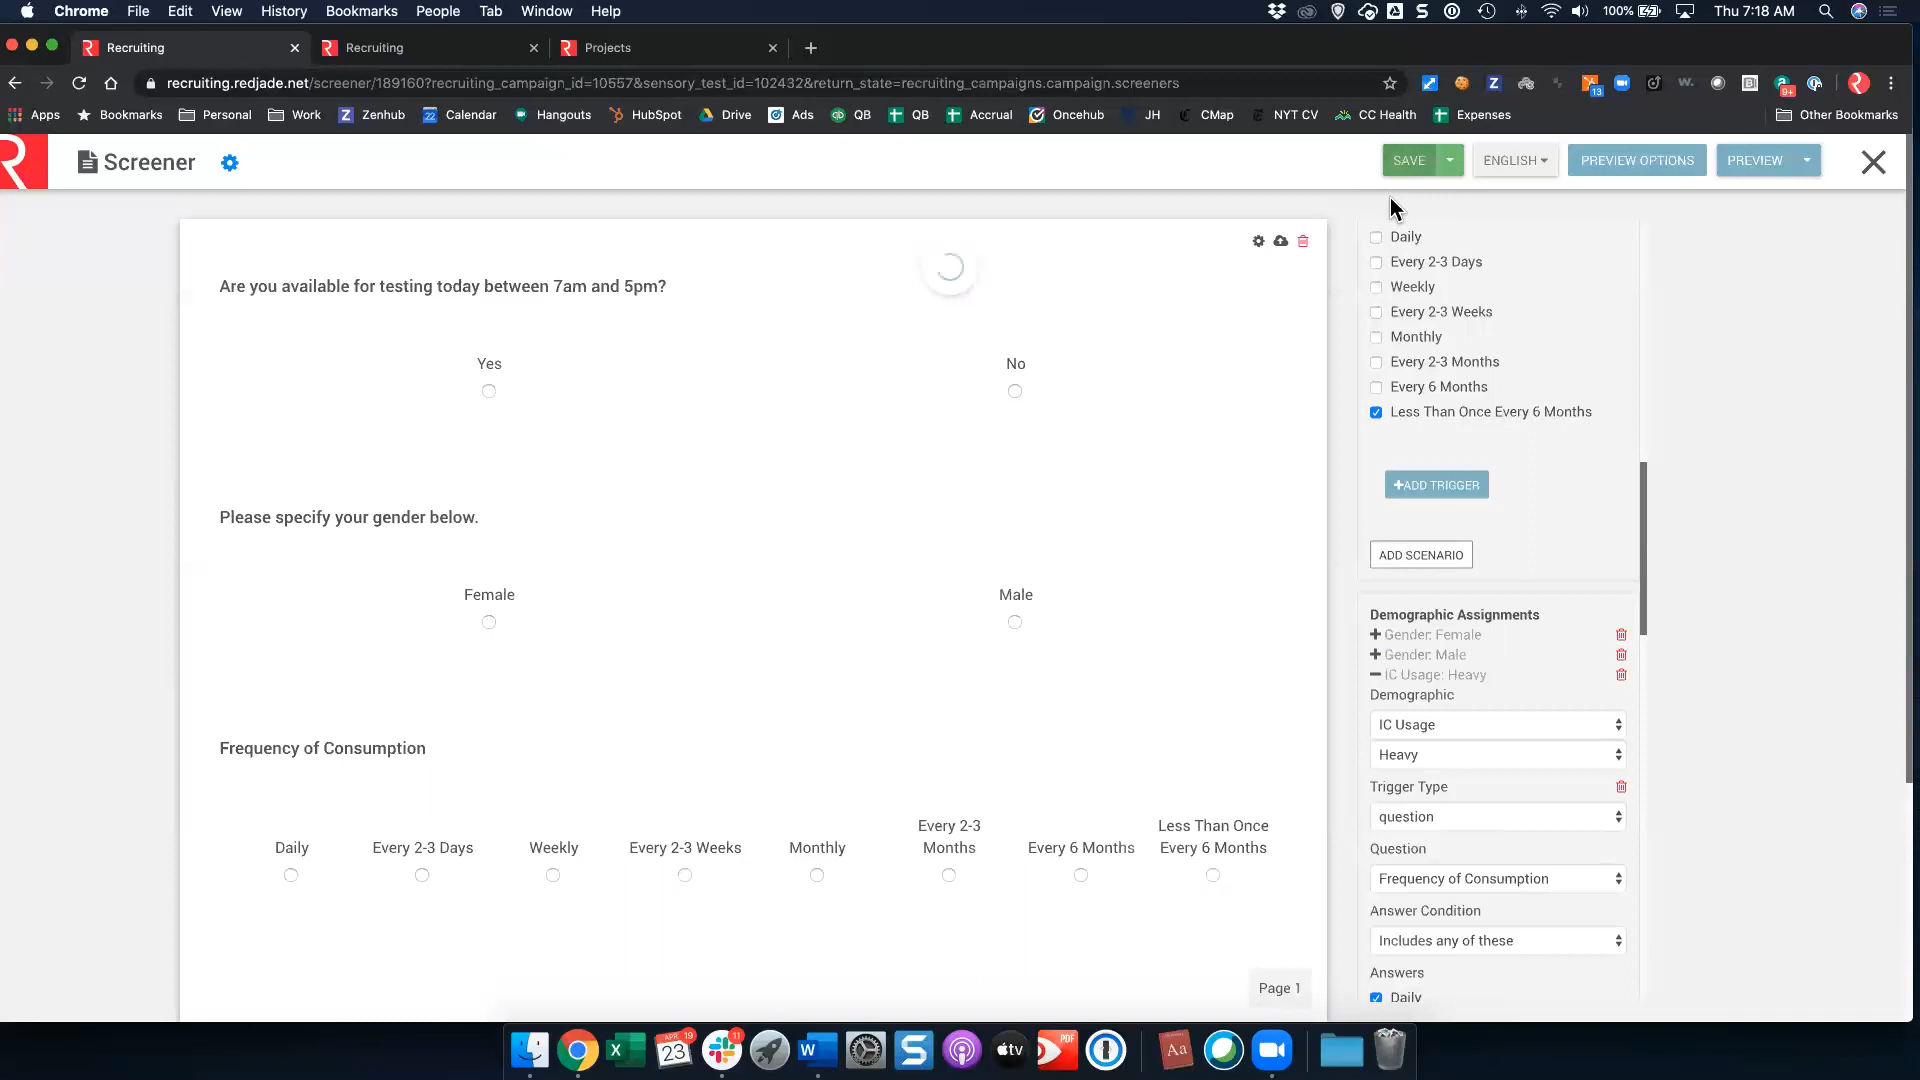 Chrome File Edit View History Bookmarks People Tab Window Help 100% Thu 7:18 AM
Recruiting Recruiting Projects
recruiting.redjade.net/screener/189160?recruiting_campaign_id=10557&sensory_test_id=102432&return_state=recruiting_campaigns.campaign.screeners
Apps Bookmarks Personal Work Zenhub Calendar Hangouts HubSpot Drive Ads QB QB Accrual Oncehub JH CMap NYT CV CC Health Expenses Other Bookmarks
Screener SAVE ENGLISH PREVIEW OPTIONS PREVIEW
Are you available for testing today between 7am and 5pm?
Yes No
Please specify your gender below.
Female Male
Frequency of Consumption
Daily Every 2-3 Days Weekly Every 2-3 Weeks Monthly Every 2-3 Months Every 6 Months Less Than Once Every 6 Months
Page 1
Daily
Every 2-3 Days
Weekly
Every 2-3 Weeks
Monthly
Every 2-3 Months
Every 6 Months
Less Than Once Every 6 Months
+ADD TRIGGER
ADD SCENARIO
Demographic Assignments
Gender: Female
Gender: Male
IC Usage: Heavy
Demographic
IC Usage
Heavy
Trigger Type
question
Question
Frequency of Consumption
Answer Condition
Includes any of these
Answers
Daily